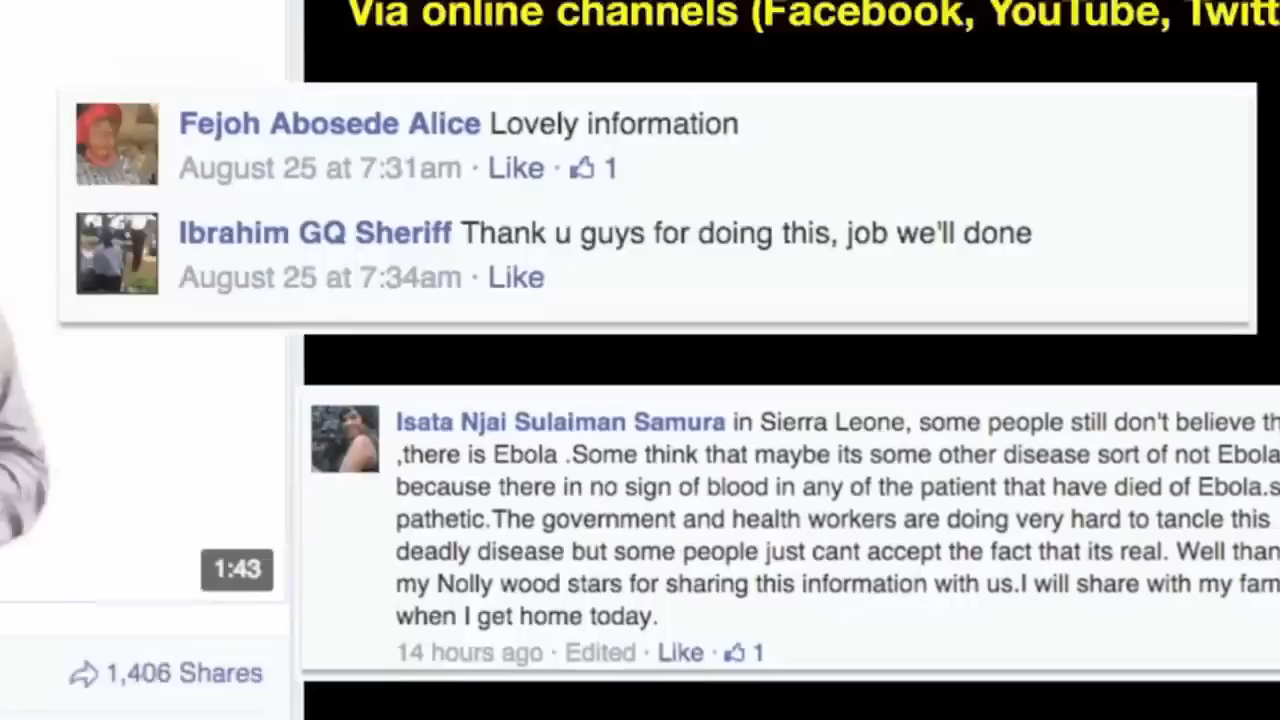 Via online channels (Facebook, YouTube, Twitt
Fejoh Abosede Alice Lovely information
August 25 at 7:31am · Like · 1
Ibrahim GQ Sheriff Thank u guys for doing this, job we'll done
August 25 at 7:34am · Like
Isata Njai Sulaiman Samura in Sierra Leone, some people still don't believe th
,there is Ebola .Some think that maybe its some other disease sort of not Ebola
because there in no sign of blood in any of the patient that have died of Ebola.s
pathetic.The government and health workers are doing very hard to tancle this
deadly disease but some people just cant accept the fact that its real. Well than
my Nolly wood stars for sharing this information with us.I will share with my fam
when I get home today.
14 hours ago · Edited · Like · 1
1:43
1,406 Shares